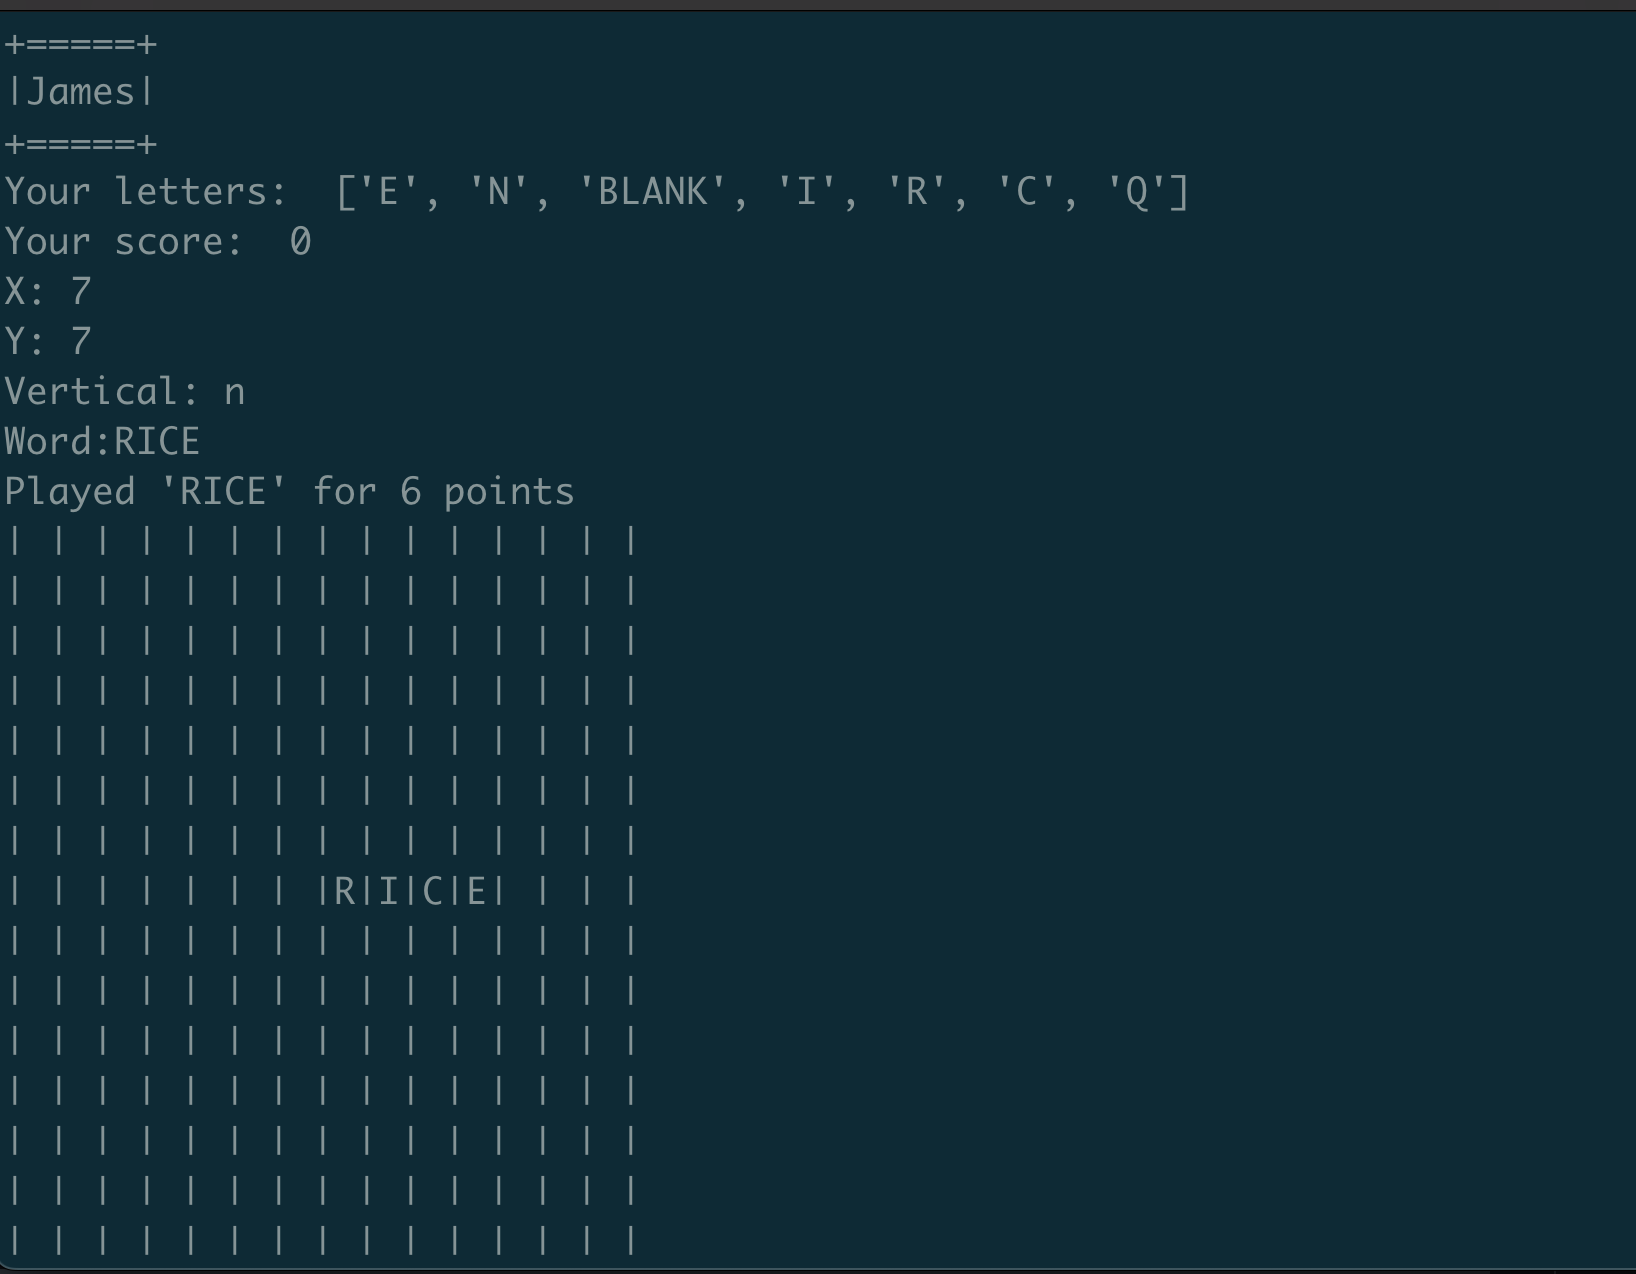 +=====+
|James|
+=====+
Your letters:  ['E', 'N', 'BLANK', 'I', 'R', 'C', 'Q']
Your score:  0
X: 7
Y: 7
Vertical: n
Word:RICE
Played 'RICE' for 6 points
| | | | | | | | | | | | | | |
| | | | | | | | | | | | | | |
| | | | | | | | | | | | | | |
| | | | | | | | | | | | | | |
| | | | | | | | | | | | | | |
| | | | | | | | | | | | | | |
| | | | | | | | | | | | | | |
| | | | | | | |R|I|C|E| | | |
| | | | | | | | | | | | | | |
| | | | | | | | | | | | | | |
| | | | | | | | | | | | | | |
| | | | | | | | | | | | | | |
| | | | | | | | | | | | | | |
| | | | | | | | | | | | | | |
| | | | | | | | | | | | | | |